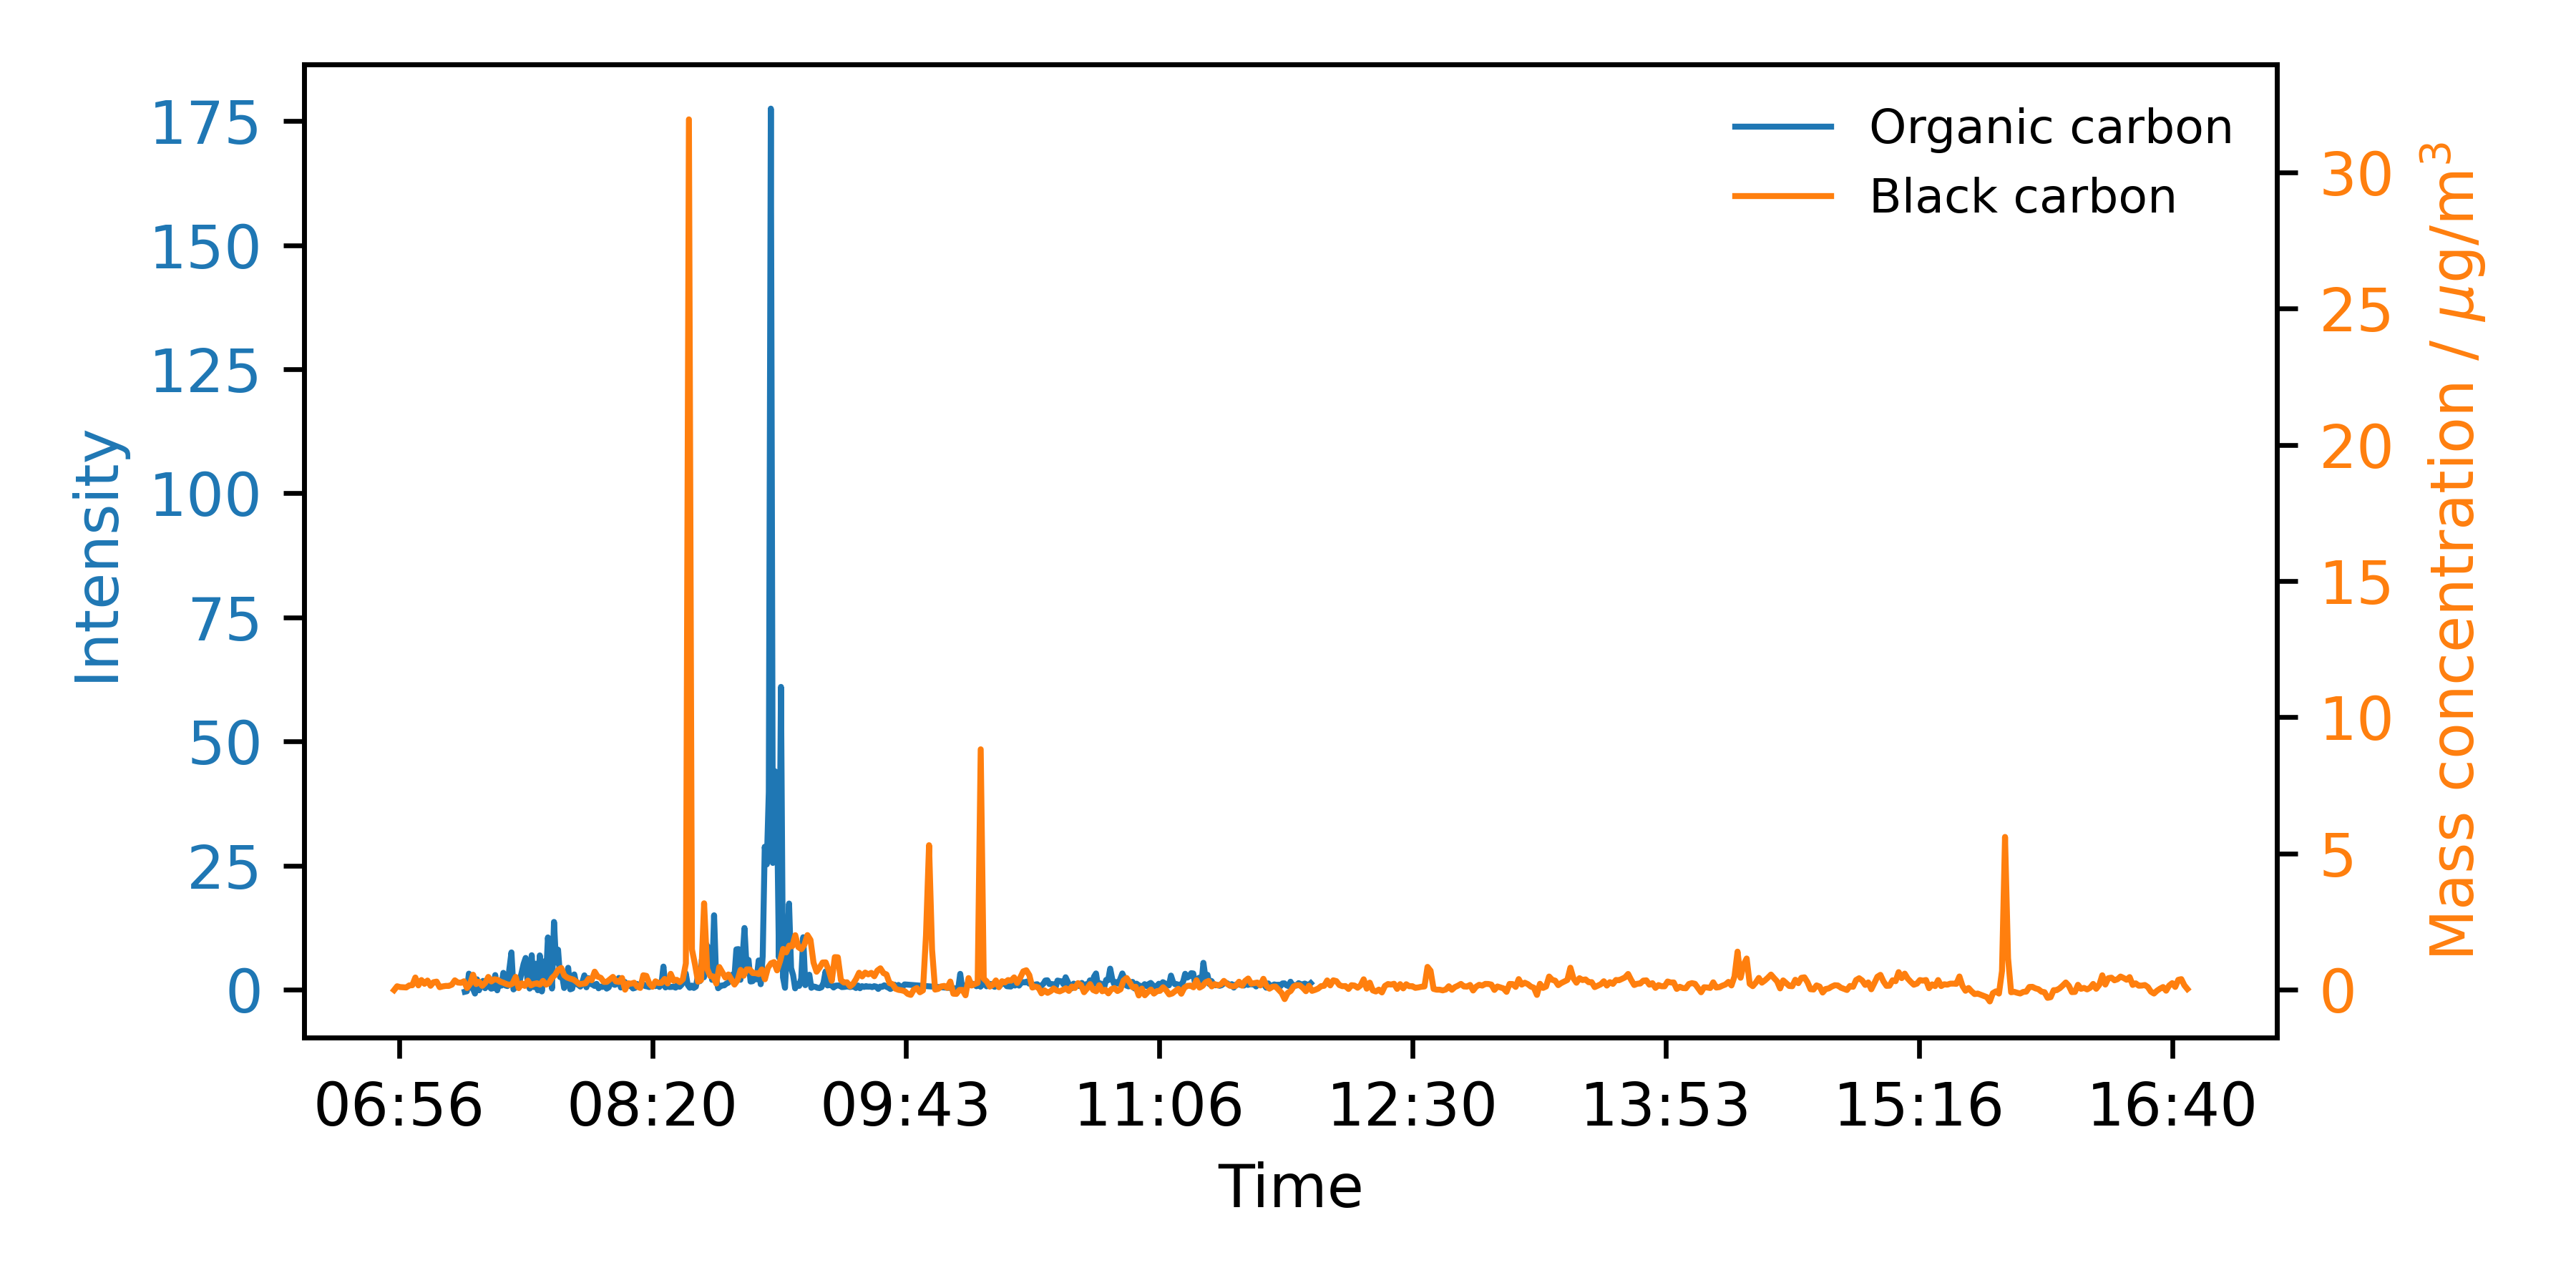 Organic carbon
Black carbon
Intensity
175
150
125
100
75
50
25
0
30
25
20
15
10
5
0
Mass concentration / μg/m³
06:56 08:20 09:43 11:06 12:30 13:53 15:16 16:40
Time